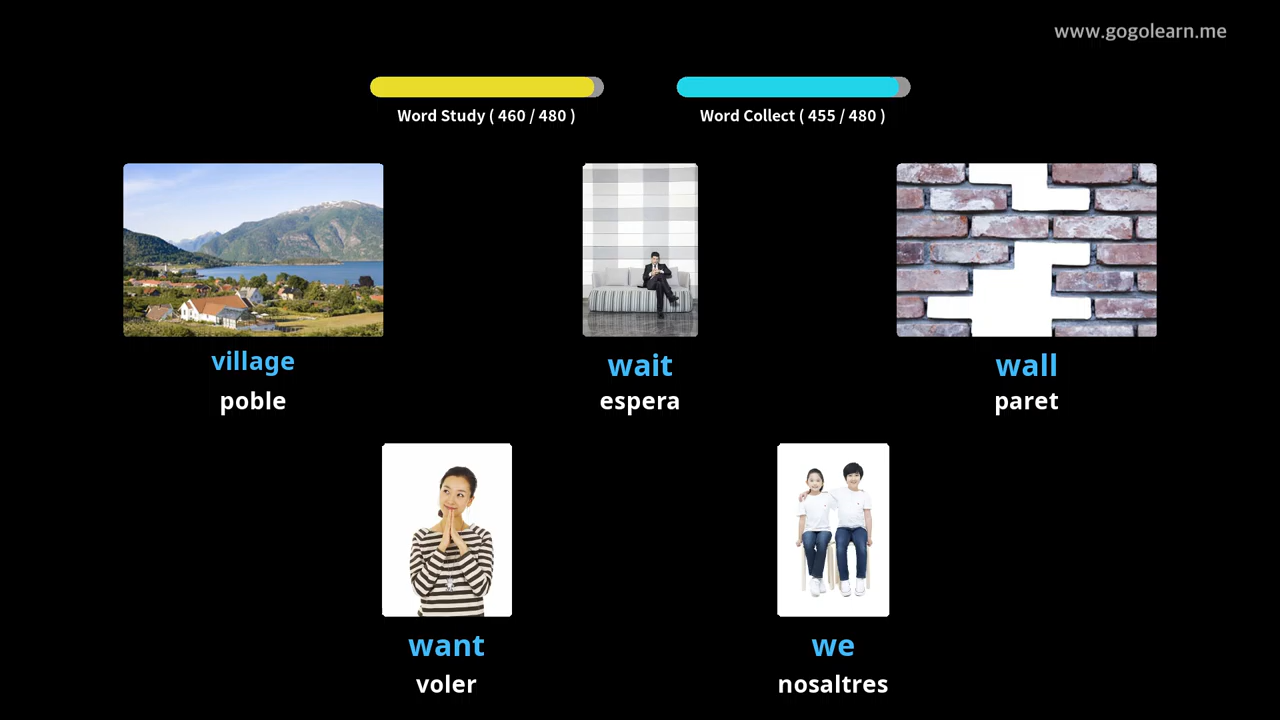 www.gogolearn.me
Word Study ( 460 / 480 )
Word Collect ( 455 / 480 )
village
poble
wait
espera
wall
paret
want
voler
we
nosaltres